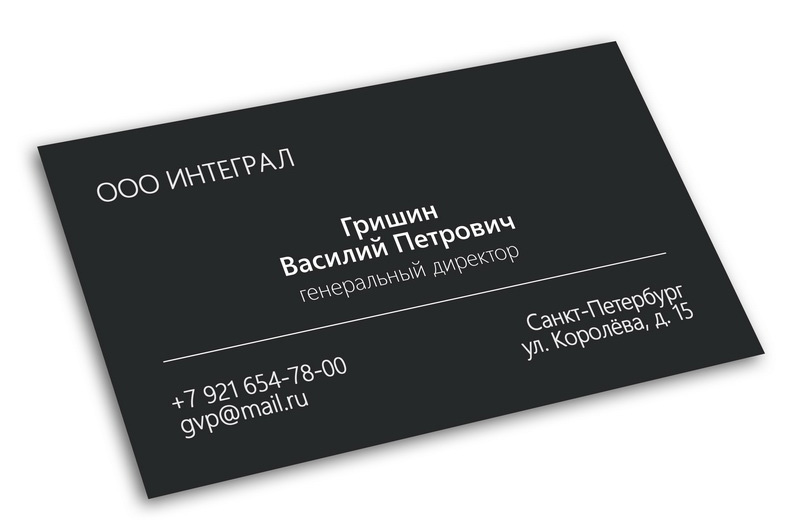 ООО ИНТЕГРАЛ
Гришин
Василий Петрович
генеральный директор
+7 921 654-78-00
gvp@mail.ru
Санкт-Петербург
ул. Королёва, д. 15